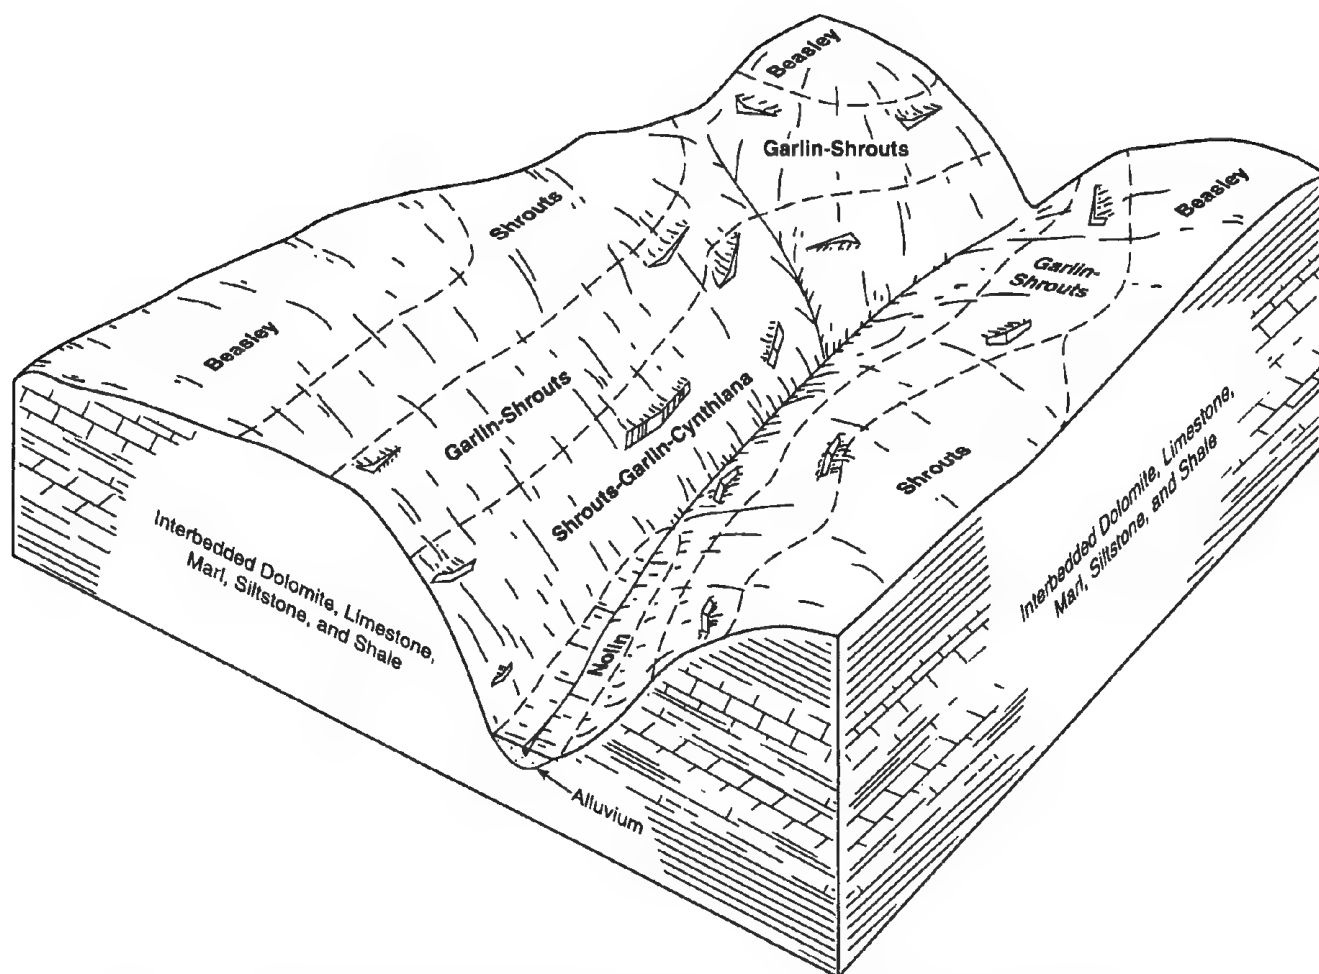 Beasley
Garlin-Shrouts
Shrouts
Beasley
Garlin-
Shrouts
Beasley
Garlin-Shrouts
Shrouts-Garlin-Cynthiana
Shrouts
Interbedded Dolomite, Limestone,
Marl, Siltstone, and Shale
Interbedded Dolomite, Limestone,
Marl, Siltstone, and Shale
Nolin
Alluvium